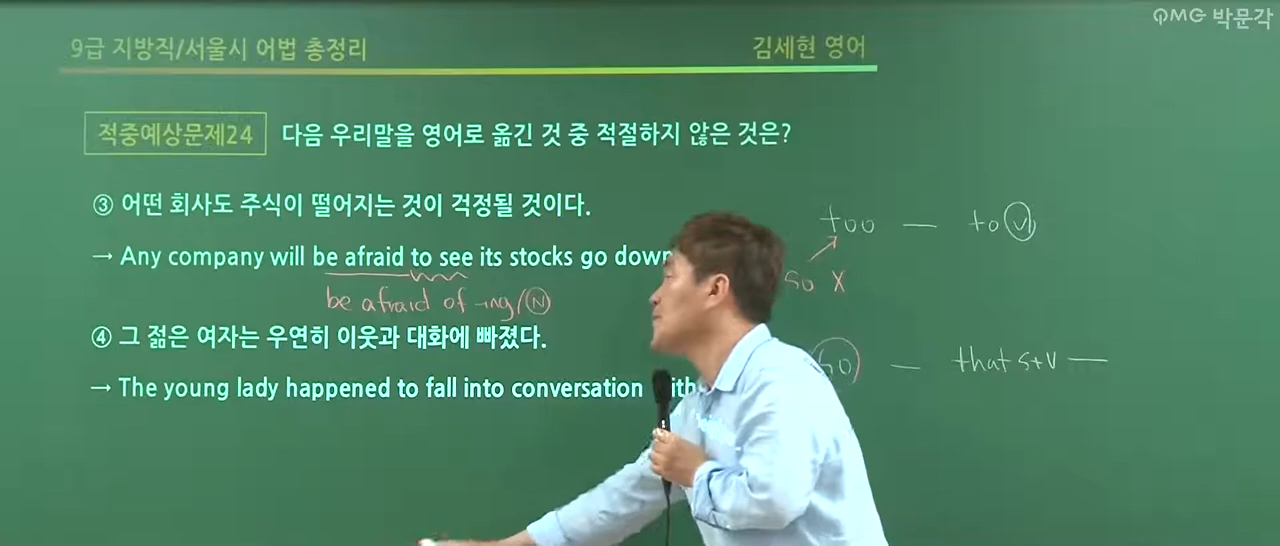 QMG 박문각
9급 지방직/서울시 어법 총정리
김세현 영어
적중예상문제24 다음 우리말을 영어로 옮긴 것 중 적절하지 않은 것은?
③ 어떤 회사도 주식이 떨어지는 것이 걱정될 것이다.
→ Any company will be afraid to see its stocks go down
be afraid of -ing/N
④ 그 젊은 여자는 우연히 이웃과 대화에 빠졌다.
→ The young lady happened to fall into conversation
too — to V
so X
so — that S+V —